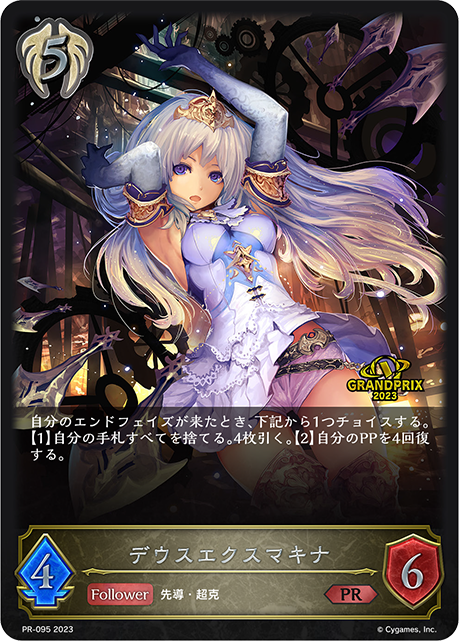 5
GRANDPRIX
2023
自分のエンドフェイズが来たとき、下記から1つチョイスする。
【1】自分の手札すべてを捨てる。4枚引く。【2】自分のPPを4回復
する。
デウスエクスマキナ
4
Follower 先導・超克
PR
6
PR-095 2023
© Cygames, Inc.